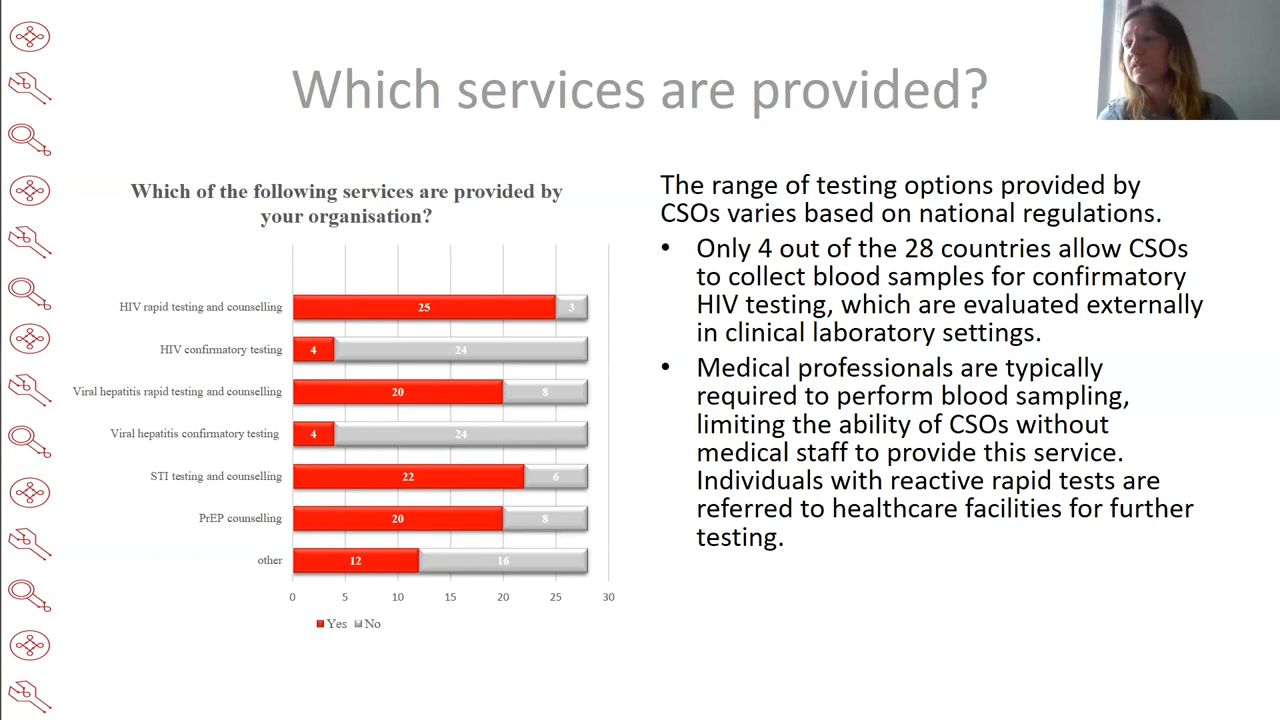 Which services are provided?
Which of the following services are provided by
your organisation?
HIV rapid testing and counselling
25
3
HIV confirmatory testing
4
24
Viral hepatitis rapid testing and counselling
20
8
Viral hepatitis confirmatory testing
4
24
STI testing and counselling
22
6
PrEP counselling
20
8
other
12
16
0 5 10 15 20 25 30
Yes No
The range of testing options provided by
CSOs varies based on national regulations.
• Only 4 out of the 28 countries allow CSOs
to collect blood samples for confirmatory
HIV testing, which are evaluated externally
in clinical laboratory settings.
• Medical professionals are typically
required to perform blood sampling,
limiting the ability of CSOs without
medical staff to provide this service.
Individuals with reactive rapid tests are
referred to healthcare facilities for further
testing.